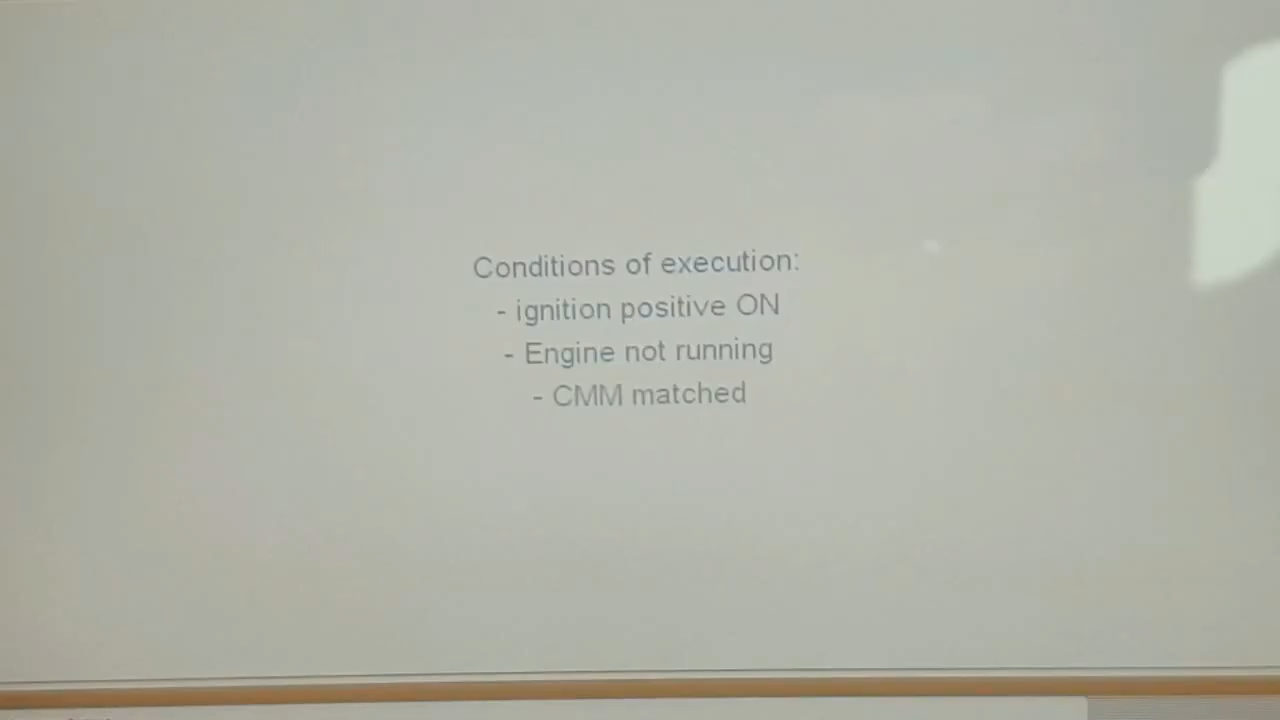 Conditions of execution:
- ignition positive ON
- Engine not running
- CMM matched